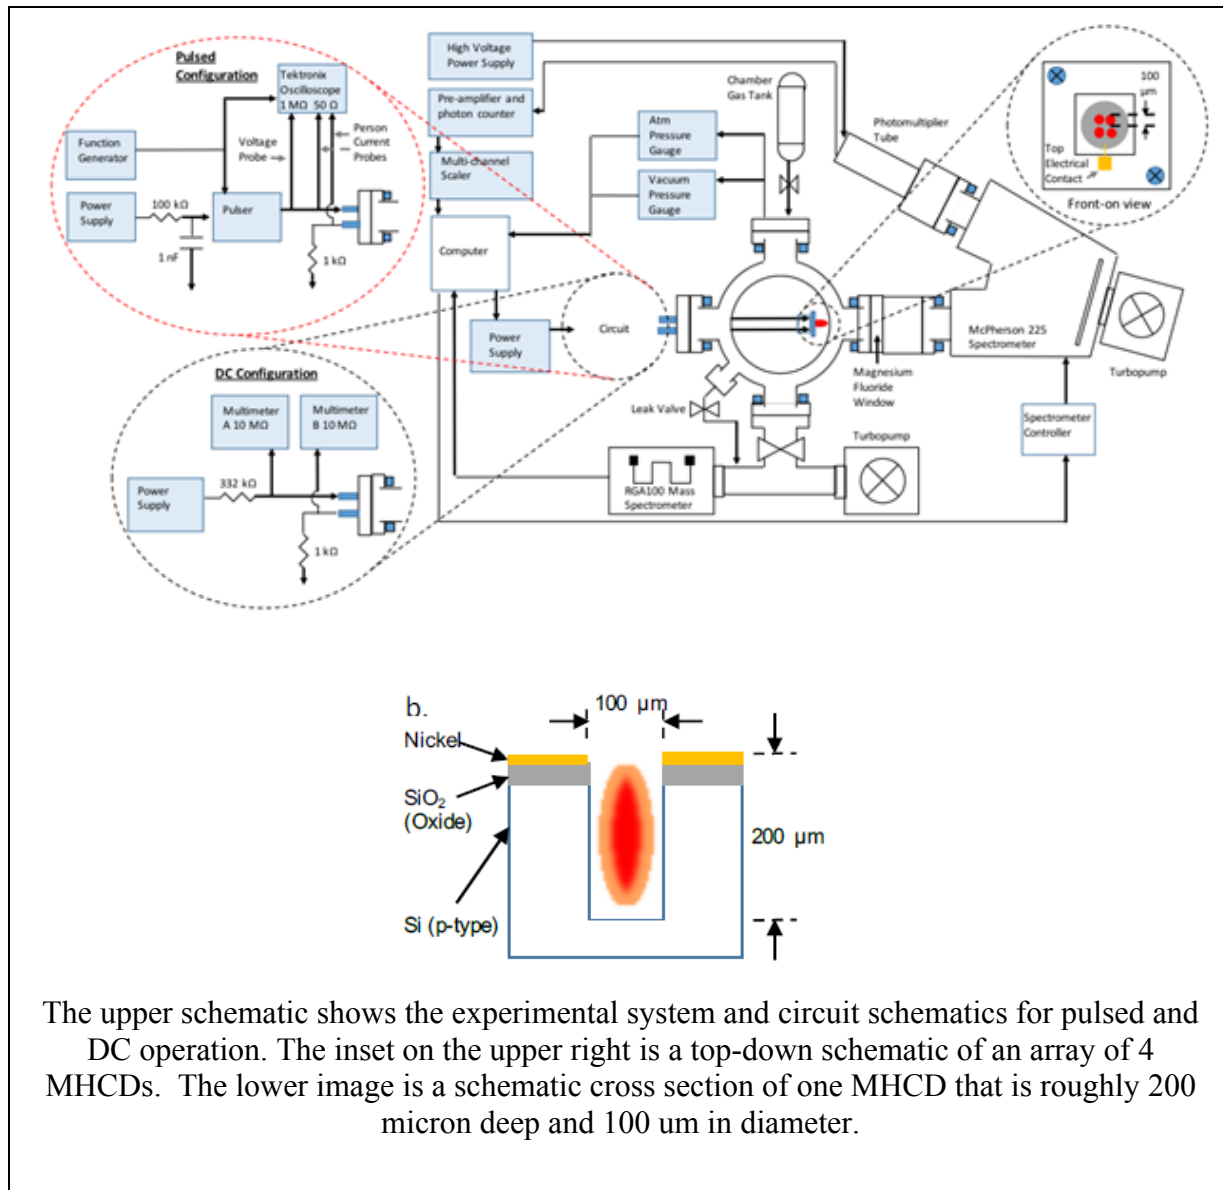 Pulsed
Configuration
Tektronix
Oscilloscope
1 MΩ 50 Ω
Function
Generator
Voltage
Probe
Person
Current
Probes
Power
Supply
100 kΩ
1 nF
Pulser
1 kΩ
High Voltage
Power Supply
Pre-amplifier and
photon counter
Multi-channel
Scaler
Computer
Power
Supply
Circuit
Atm
Pressure
Gauge
Vacuum
Pressure
Gauge
Chamber
Gas Tank
Photomultiplier
Tube
100
µm
Top
Electrical
Contact
Front-on view
McPherson 225
Spectrometer
Turbopump
Magnesium
Fluoride
Window
Spectrometer
Controller
Leak Valve
Turbopump
RGA100 Mass
Spectrometer
DC Configuration
Multimeter
A 10 MΩ
Multimeter
B 10 MΩ
Power
Supply
332 kΩ
1 kΩ
b.
100 µm
Nickel
SiO₂
(Oxide)
200 µm
Si (p-type)
The upper schematic shows the experimental system and circuit schematics for pulsed and
DC operation. The inset on the upper right is a top-down schematic of an array of 4
MHCDs. The lower image is a schematic cross section of one MHCD that is roughly 200
micron deep and 100 um in diameter.